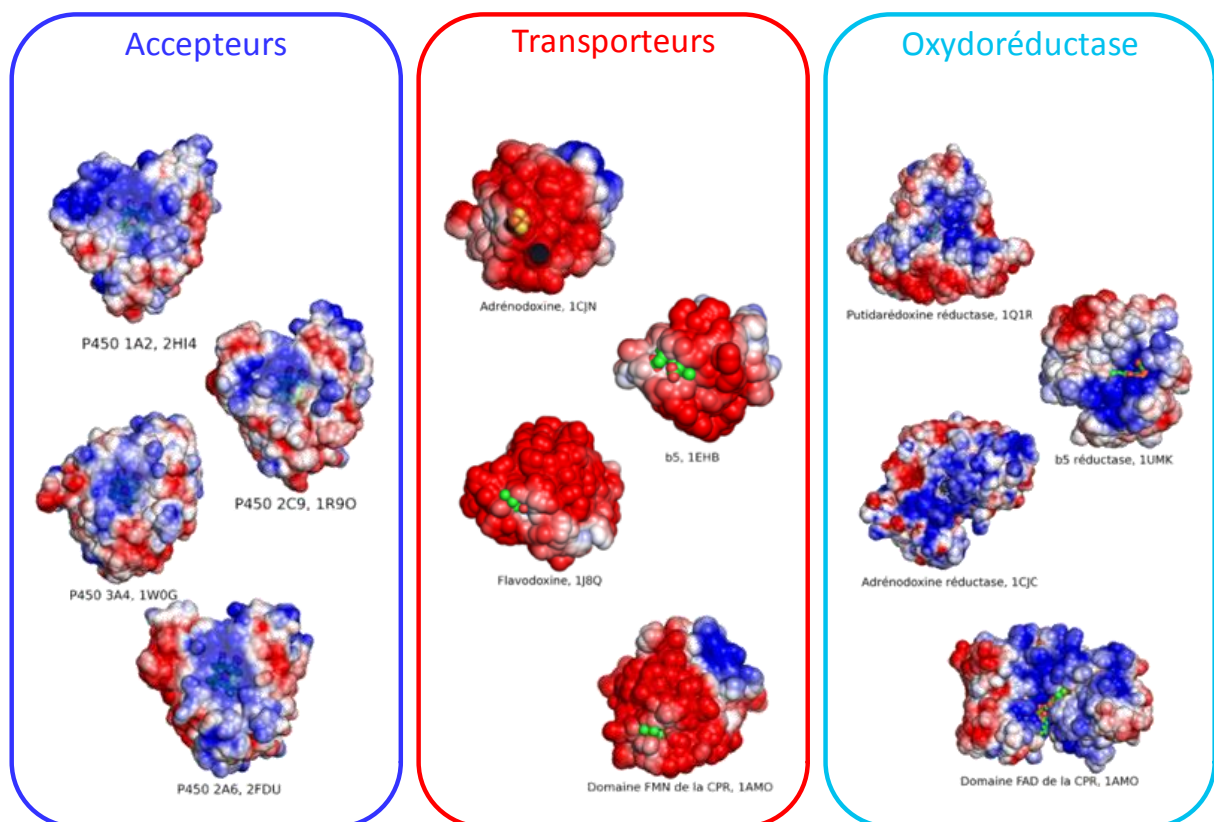 Accepteurs
P450 1A2, 2HI4
P450 2C9, 1R9O
P450 3A4, 1W0G
P450 2A6, 2FDU
Transporteurs
Adrénodoxine, 1CJN
b5, 1EHB
Flavodoxine, 1J8Q
Domaine FMN de la CPR, 1AMO
Oxydoréductase
Putidarédoxine réductase, 1Q1R
b5 réductase, 1UMK
Adrénodoxine réductase, 1CJC
Domaine FAD de la CPR, 1AMO